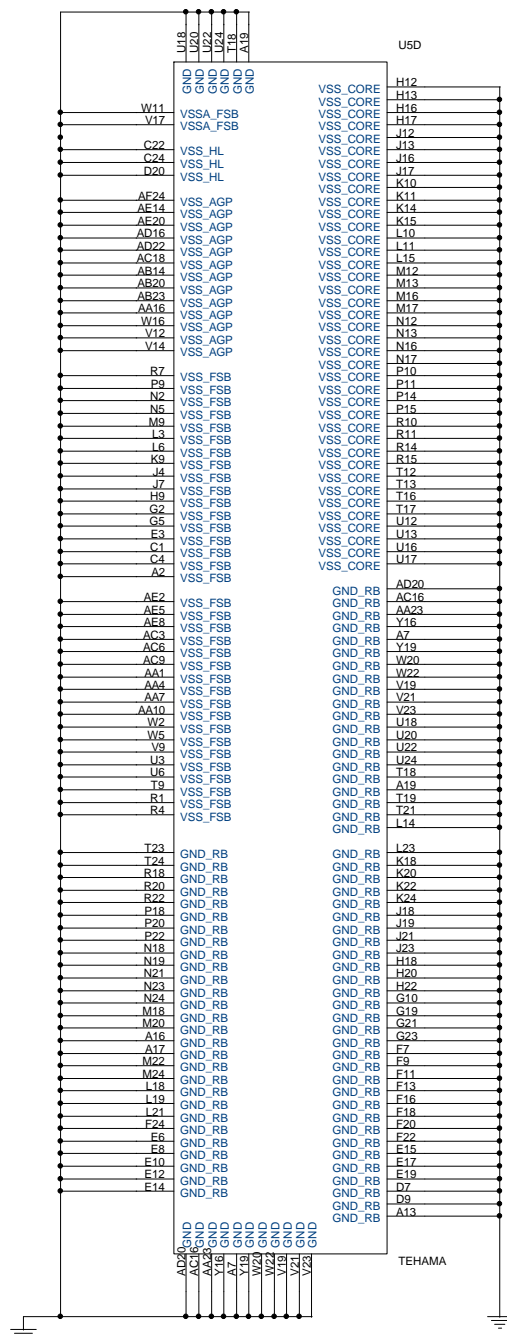 U5D
U18 GND
U20 GND
U22 GND
U24 GND
T18 GND
A19 GND
W11 VSSA_FSB
V17 VSSA_FSB
C22 VSS_HL
C24 VSS_HL
D20 VSS_HL
AF24 VSS_AGP
AE14 VSS_AGP
AE20 VSS_AGP
AD16 VSS_AGP
AD22 VSS_AGP
AC18 VSS_AGP
AB14 VSS_AGP
AB20 VSS_AGP
AB23 VSS_AGP
AA16 VSS_AGP
W16 VSS_AGP
V12 VSS_AGP
V14 VSS_AGP
R7 VSS_FSB
P9 VSS_FSB
N2 VSS_FSB
N5 VSS_FSB
M9 VSS_FSB
L3 VSS_FSB
L6 VSS_FSB
K9 VSS_FSB
J4 VSS_FSB
J7 VSS_FSB
H9 VSS_FSB
G2 VSS_FSB
G5 VSS_FSB
E3 VSS_FSB
C1 VSS_FSB
C4 VSS_FSB
A2 VSS_FSB
AE2 VSS_FSB
AE5 VSS_FSB
AE8 VSS_FSB
AC3 VSS_FSB
AC6 VSS_FSB
AC9 VSS_FSB
AA1 VSS_FSB
AA4 VSS_FSB
AA7 VSS_FSB
AA10 VSS_FSB
W2 VSS_FSB
W5 VSS_FSB
V9 VSS_FSB
U3 VSS_FSB
U6 VSS_FSB
T9 VSS_FSB
R1 VSS_FSB
R4 VSS_FSB
T23 GND_RB
T24 GND_RB
R18 GND_RB
R20 GND_RB
R22 GND_RB
P18 GND_RB
P20 GND_RB
P22 GND_RB
N18 GND_RB
N19 GND_RB
N21 GND_RB
N23 GND_RB
N24 GND_RB
M18 GND_RB
M20 GND_RB
A16 GND_RB
A17 GND_RB
M22 GND_RB
M24 GND_RB
L18 GND_RB
L19 GND_RB
L21 GND_RB
F24 GND_RB
E6 GND_RB
E8 GND_RB
E10 GND_RB
E12 GND_RB
E14 GND_RB
VSS_CORE H12
VSS_CORE H13
VSS_CORE H16
VSS_CORE H17
VSS_CORE J12
VSS_CORE J13
VSS_CORE J16
VSS_CORE J17
VSS_CORE K10
VSS_CORE K11
VSS_CORE K14
VSS_CORE K15
VSS_CORE L10
VSS_CORE L11
VSS_CORE L15
VSS_CORE M12
VSS_CORE M13
VSS_CORE M16
VSS_CORE M17
VSS_CORE N12
VSS_CORE N13
VSS_CORE N16
VSS_CORE N17
VSS_CORE P10
VSS_CORE P11
VSS_CORE P14
VSS_CORE P15
VSS_CORE R10
VSS_CORE R11
VSS_CORE R14
VSS_CORE R15
VSS_CORE T12
VSS_CORE T13
VSS_CORE T16
VSS_CORE T17
VSS_CORE U12
VSS_CORE U13
VSS_CORE U16
VSS_CORE U17
GND_RB AD20
GND_RB AC16
GND_RB AA23
GND_RB Y16
GND_RB A7
GND_RB Y19
GND_RB W20
GND_RB W22
GND_RB V19
GND_RB V21
GND_RB V23
GND_RB U18
GND_RB U20
GND_RB U22
GND_RB U24
GND_RB T18
GND_RB A19
GND_RB T19
GND_RB T21
GND_RB L14
GND_RB L23
GND_RB K18
GND_RB K20
GND_RB K22
GND_RB K24
GND_RB J18
GND_RB J19
GND_RB J21
GND_RB J23
GND_RB H18
GND_RB H20
GND_RB H22
GND_RB G10
GND_RB G19
GND_RB G21
GND_RB G23
GND_RB F7
GND_RB F9
GND_RB F11
GND_RB F13
GND_RB F16
GND_RB F18
GND_RB F20
GND_RB F22
GND_RB E15
GND_RB E17
GND_RB E19
GND_RB D7
GND_RB D9
GND_RB A13
AD20 GND
AC16 GND
AA23 GND
Y16 GND
A7 GND
Y19 GND
W20 GND
W22 GND
V19 GND
V21 GND
V23 GND
TEHAMA